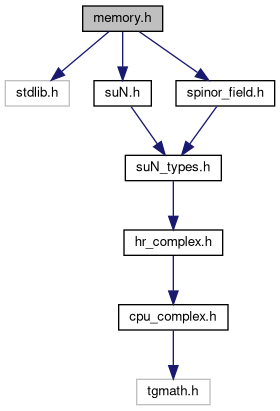 memory.h
stdlib.h
suN.h
spinor_field.h
suN_types.h
hr_complex.h
cpu_complex.h
tgmath.h